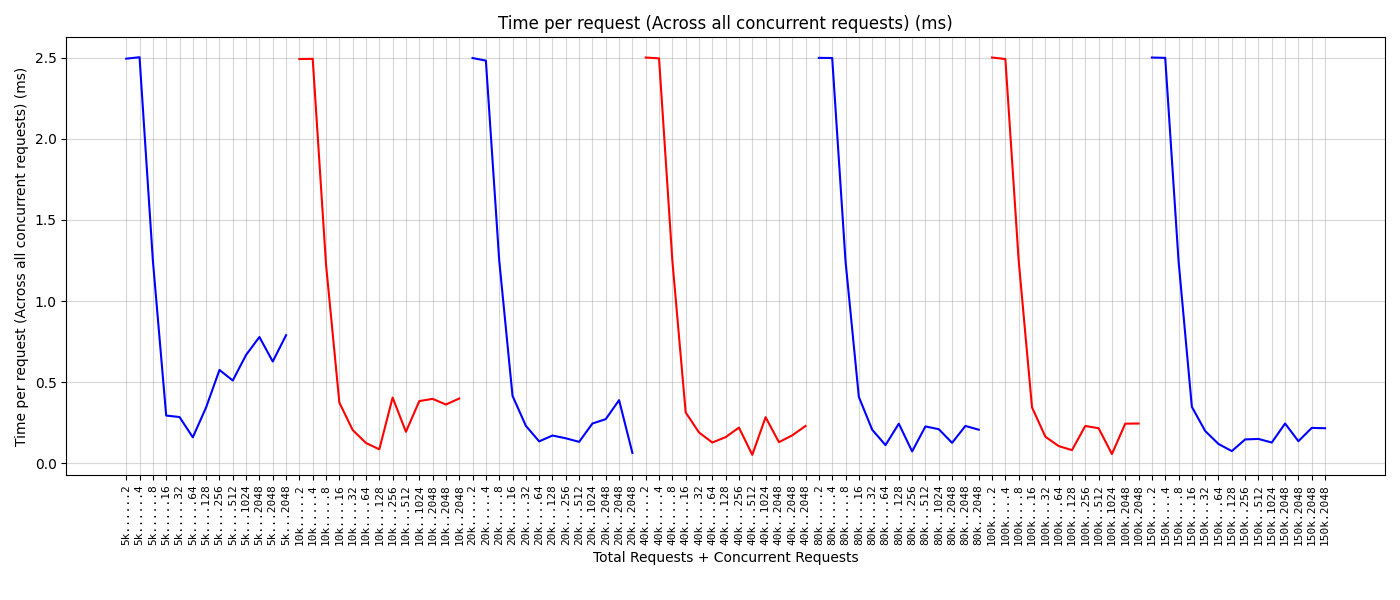 Time per request (Across all concurrent requests) (ms)
Time per request (Across all concurrent requests) (ms)
2.5
2.0
1.5
1.0
0.5
0.0
5k......2
5k......4
5k......8
5k.....16
5k.....32
5k.....64
5k....128
5k....256
5k....512
5k...1024
5k...2048
5k...2048
5k...2048
10k.....2
10k.....4
10k.....8
10k....16
10k....32
10k....64
10k...128
10k...256
10k...512
10k..1024
10k..2048
10k..2048
10k..2048
20k.....2
20k.....4
20k.....8
20k....16
20k....32
20k....64
20k...128
20k...256
20k...512
20k..1024
20k..2048
20k..2048
20k..2048
40k.....2
40k.....4
40k.....8
40k....16
40k....32
40k....64
40k...128
40k...256
40k...512
40k..1024
40k..2048
40k..2048
40k..2048
80k.....2
80k.....4
80k.....8
80k....16
80k....32
80k....64
80k...128
80k...256
80k...512
80k..1024
80k..2048
80k..2048
80k..2048
100k....2
100k....4
100k....8
100k...16
100k...32
100k...64
100k..128
100k..256
100k..512
100k.1024
100k.2048
100k.2048
150k....2
150k....4
150k....8
150k...16
150k...32
150k...64
150k..128
150k..256
150k..512
150k.1024
150k.2048
150k.2048
150k.2048
150k.2048
Total Requests + Concurrent Requests